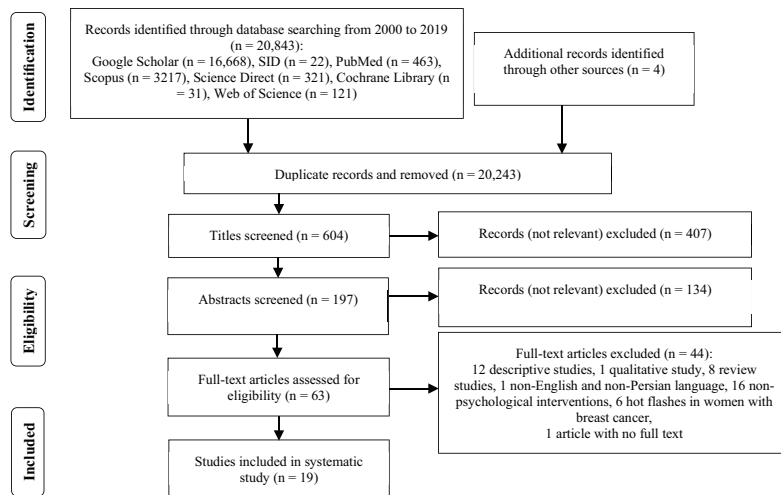 Identification
Records identified through database searching from 2000 to 2019
(n = 20,843):
Google Scholar (n = 16,668), SID (n = 22), PubMed (n = 463),
Scopus (n = 3217), Science Direct (n = 321), Cochrane Library (n
= 31), Web of Science (n = 121)
Additional records identified
through other sources (n = 4)
Screening
Duplicate records and removed (n = 20,243)
Titles screened (n = 604)
Records (not relevant) excluded (n = 407)
Eligibility
Abstracts screened (n = 197)
Records (not relevant) excluded (n = 134)
Full-text articles assessed for
eligibility (n = 63)
Full-text articles excluded (n = 44):
12 descriptive studies, 1 qualitative study, 8 review
studies, 1 non-English and non-Persian language, 16 non-
psychological interventions, 6 hot flashes in women with
breast cancer,
1 article with no full text
Included
Studies included in systematic
study (n = 19)